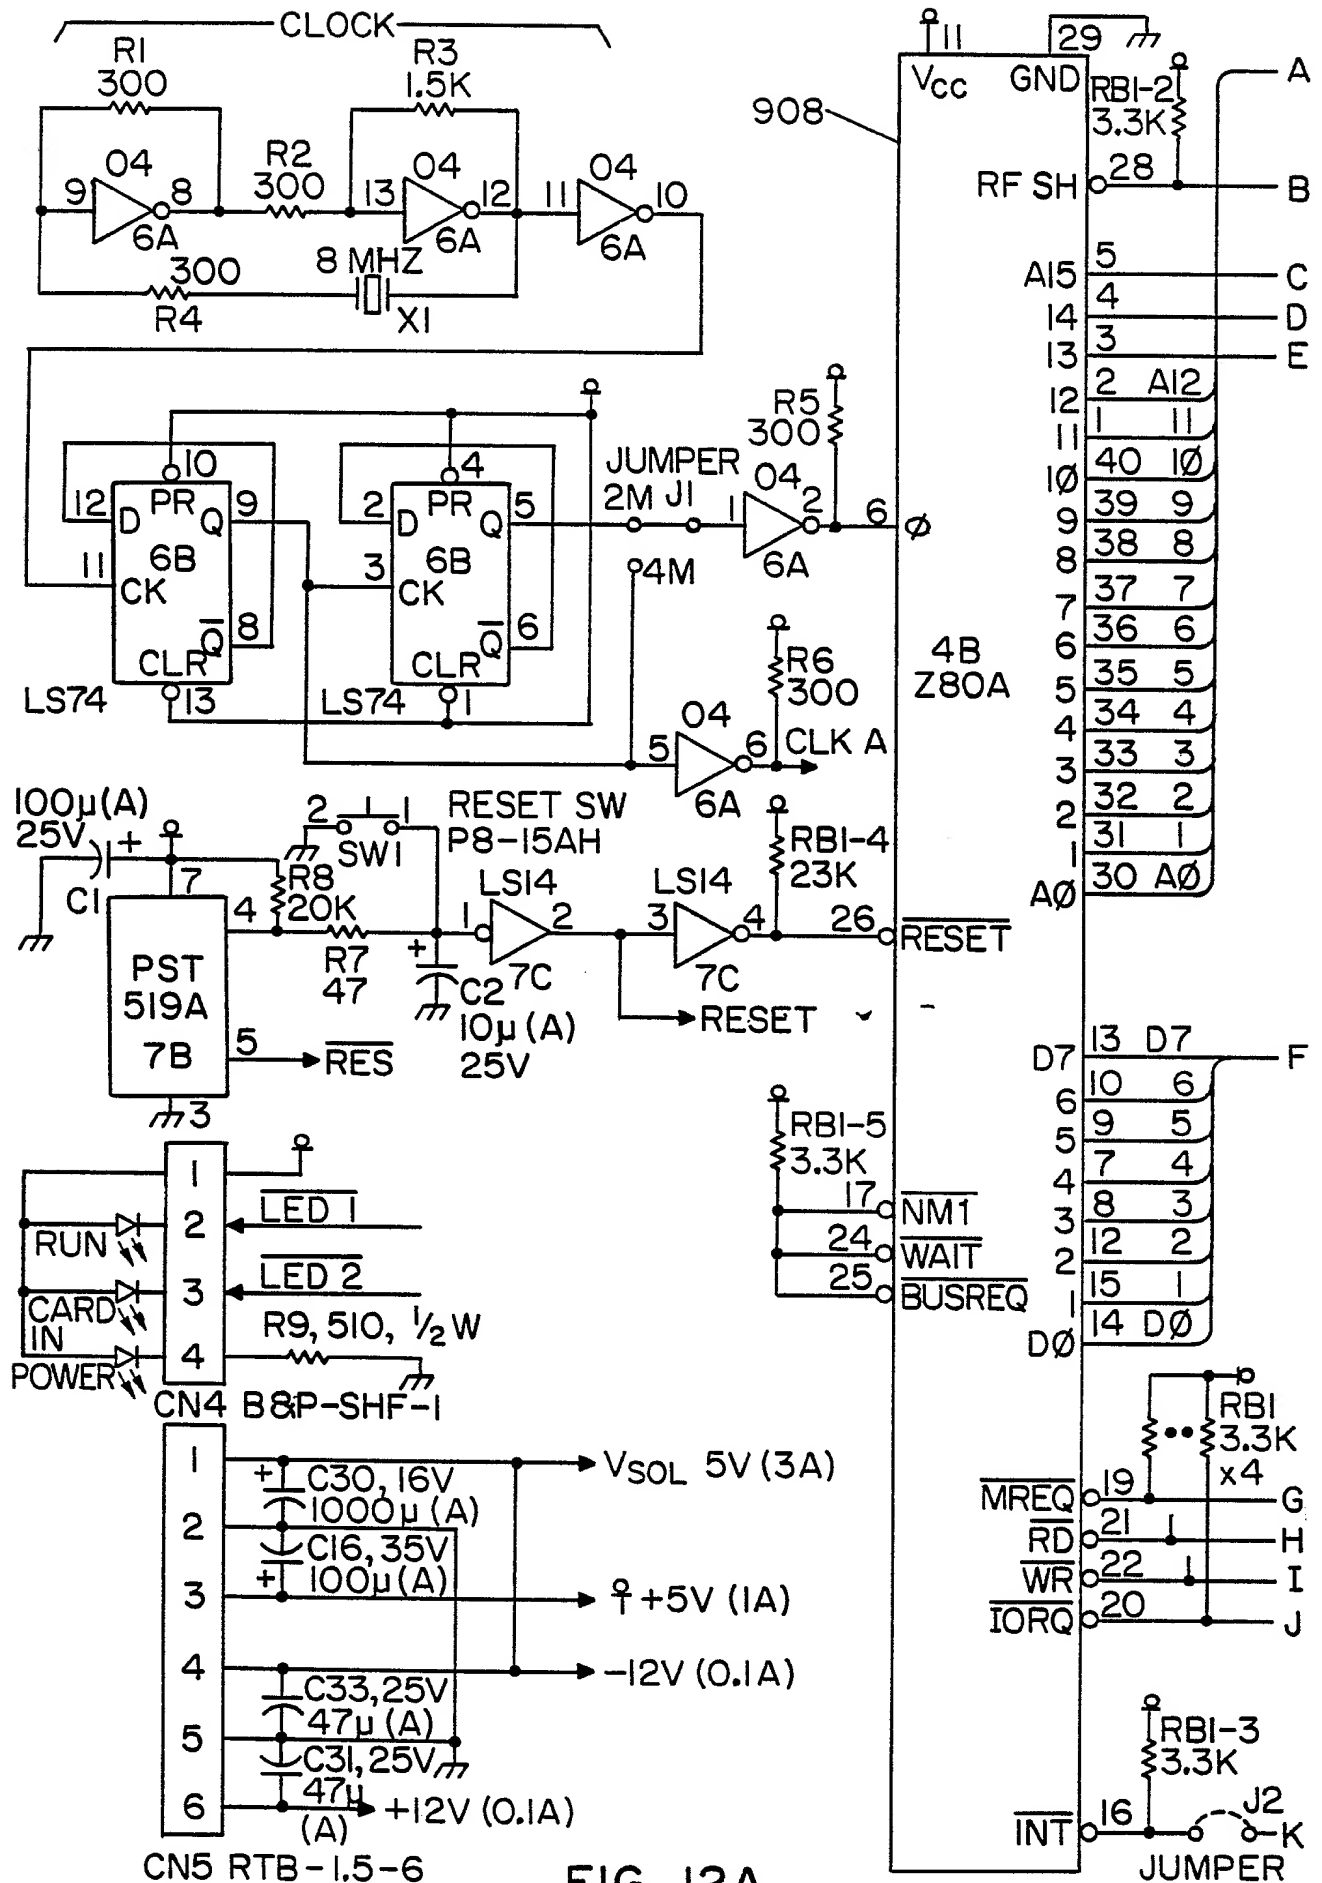 CLOCK
R1
300
R3
1.5K
R2
300
04
04
04
9
8
13
12
11
10
6A
6A
6A
300
R4
8 MHZ
X1
10
12
D
PR
Q
9
6B
11
CK
Q
8
CLR
13
LS74
4
2
D
PR
Q
5
6B
3
CK
Q
6
CLR
1
LS74
JUMPER
2M J1
4M
R5
300
04
1
2
6A
6
Ø
R6
300
04
5
6
CLK A
6A
100µ(A)
25V
+
C1
7
4
R8
20K
R7
47
PST
519A
7B
5
RES
3
2
1
SW1
RESET SW
P8-15AH
LS14
1
2
7C
+
C2
10µ(A)
25V
LS14
3
4
7C
RESET
RB1-4
23K
26
RESET
RB1-5
3.3K
17
NM1
24
WAIT
25
BUSREQ
908
11
VCC
29
GND
RB1-2
3.3K
A
RF SH
28
B
A15
5
C
14
4
D
13
3
E
12
2
A12
11
1
11
10
40
10
9
39
9
8
38
8
7
37
7
6
36
6
5
35
5
4
34
4
3
33
3
2
32
2
1
31
1
AØ
30
AØ
4B
Z80A
D7
13
D7
F
6
10
6
5
9
5
4
7
4
3
8
3
2
12
2
1
15
1
DØ
14
DØ
RB1
3.3K
x4
MREQ
19
G
RD
21
H
WR
22
I
IORQ
20
J
RB1-3
3.3K
INT
16
J2
K
JUMPER
1
2
LED 1
RUN
3
LED 2
CARD
IN
4
R9, 510, 1/2 W
POWER
CN4 B&P-SHF-1
1
VSOL 5V (3A)
+
C30, 16V
1000µ(A)
2
C16, 35V
+
100µ(A)
3
+5V (1A)
4
-12V (0.1A)
C33, 25V
47µ(A)
5
C31, 25V
47µ
(A)
6
+12V (0.1A)
CN5 RTB-1.5-6
FIG. 12A